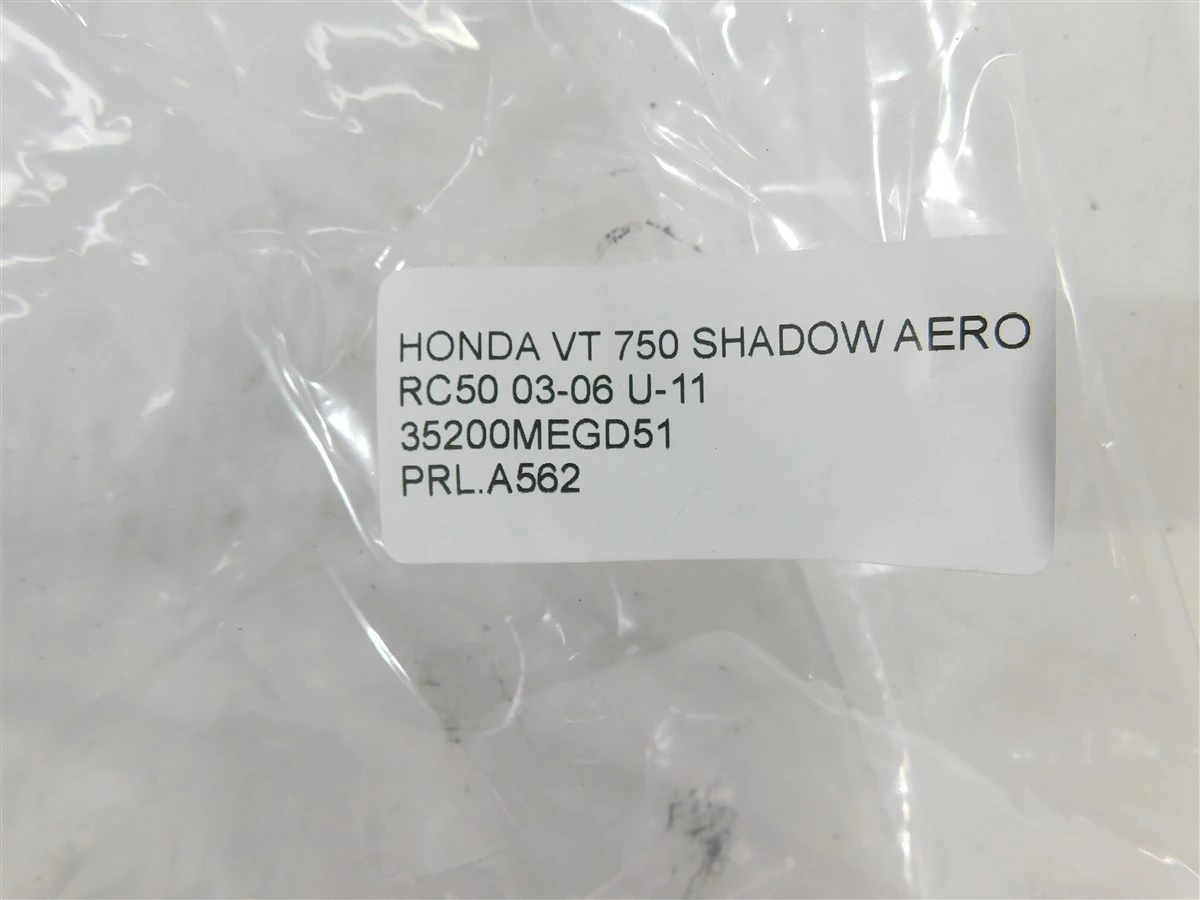 HONDA VT 750 SHADOW AERO
RC50 03-06 U-11
35200MEGD51
PRL.A562